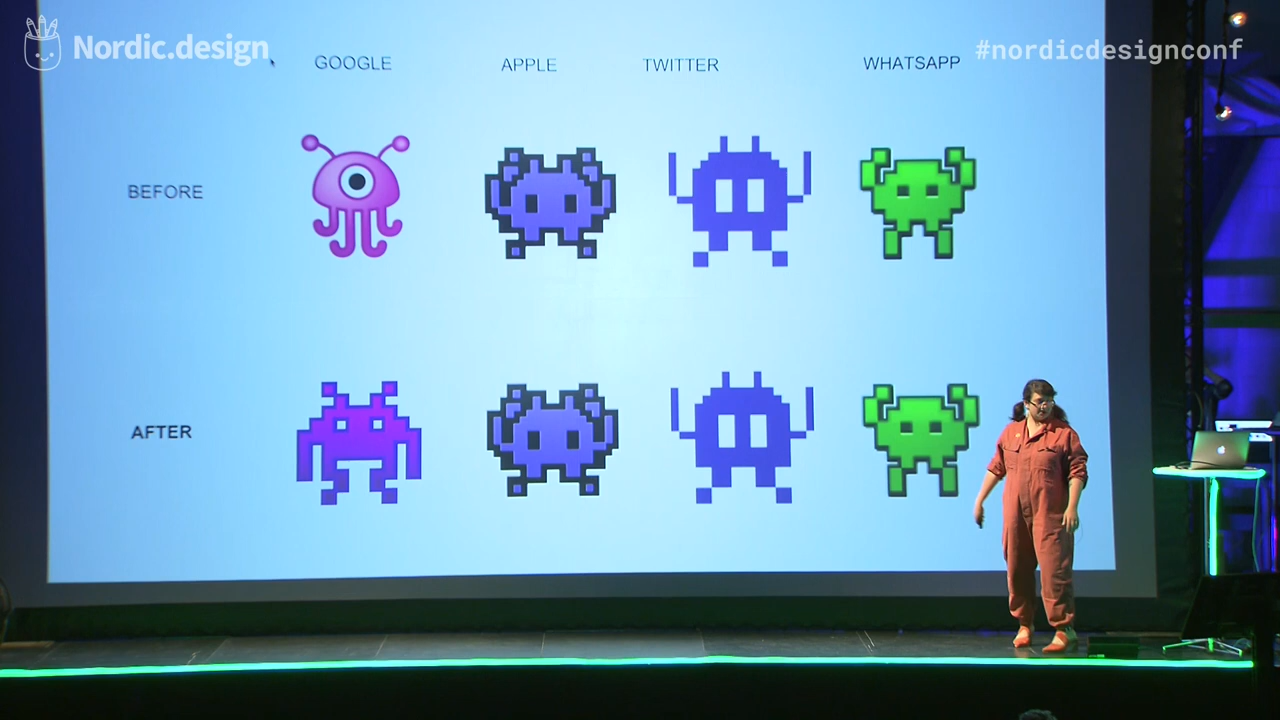 Nordic.design
#nordicdesignconf
GOOGLE APPLE TWITTER WHATSAPP
BEFORE
AFTER